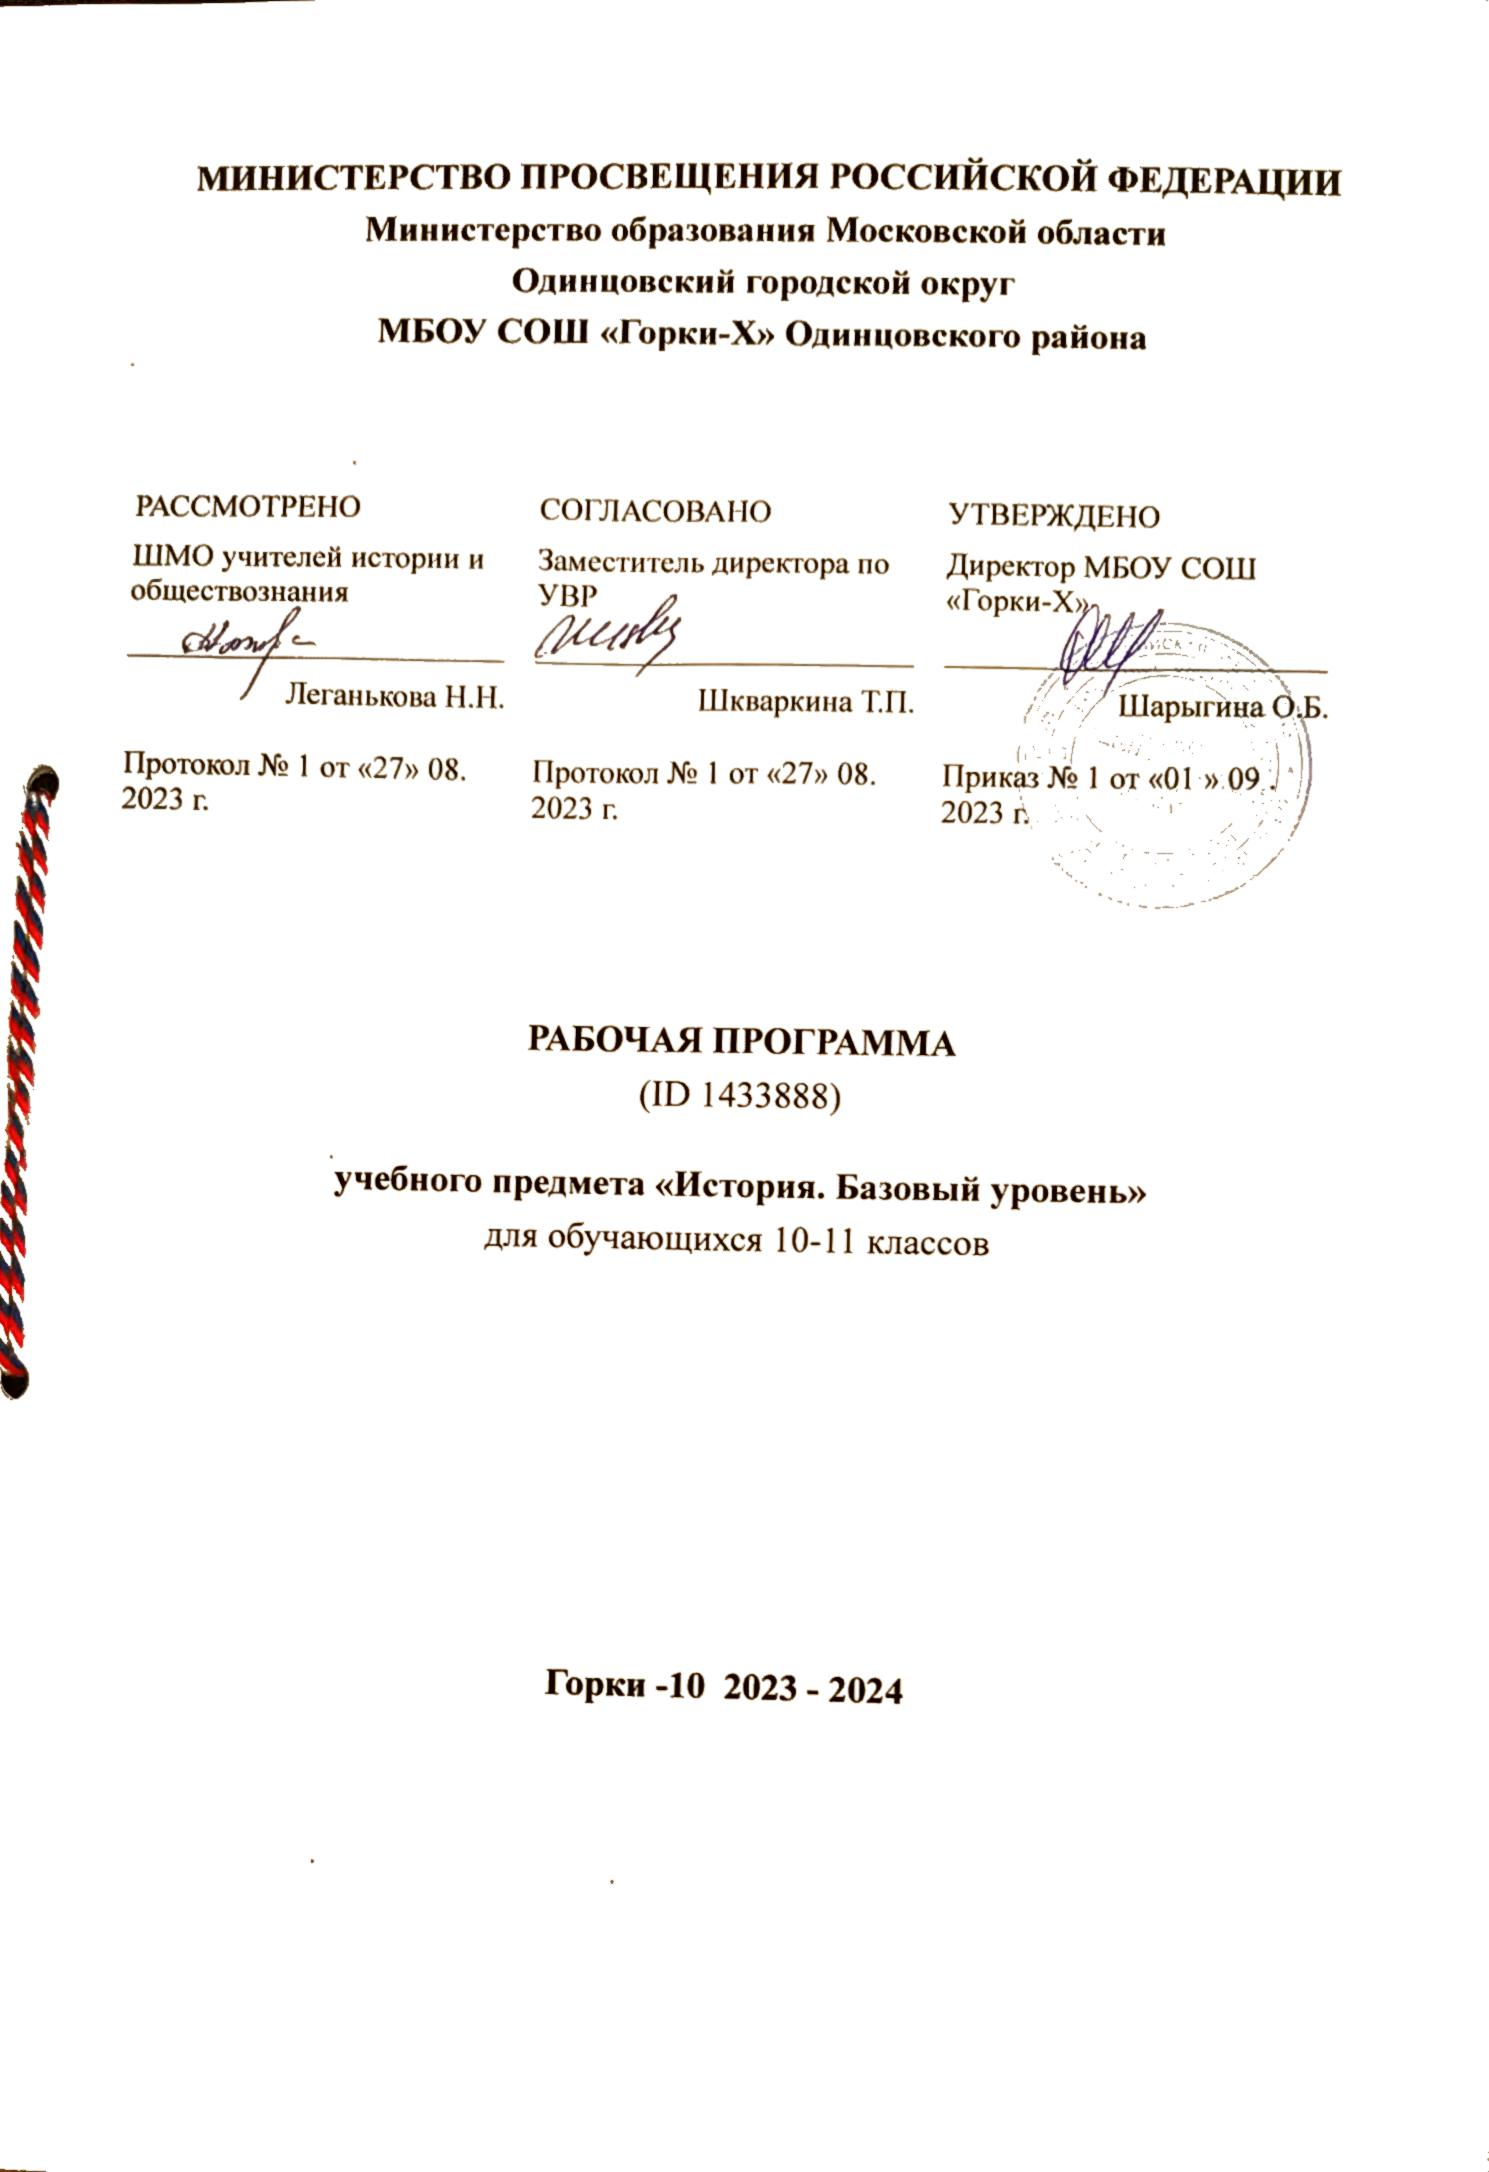 МИНИСТЕРСТВО ПРОСВЕЩЕНИЯ РОССИЙСКОЙ ФЕДЕРАЦИИ
Министерство образования Московской области
Одинцовский городской округ
МБОУ СОШ «Горки-X» Одинцовского района
РАССМОТРЕНО
ШМО учителей истории и
обществознания
Леганькова Н.Н.
Протокол № 1 от «27» 08.
2023 г.
СОГЛАСОВАНО
Заместитель директора по
УВР
Шкваркина Т.П.
Протокол № 1 от «27» 08.
2023 г.
УТВЕРЖДЕНО
Директор МБОУ СОШ
«Горки-X»
Шарыгина О.Б.
Приказ № 1 от «01 » 09 .
2023 г.
РАБОЧАЯ ПРОГРАММА
(ID 1433888)
учебного предмета «История. Базовый уровень»
для обучающихся 10-11 классов
Горки -10 2023 - 2024